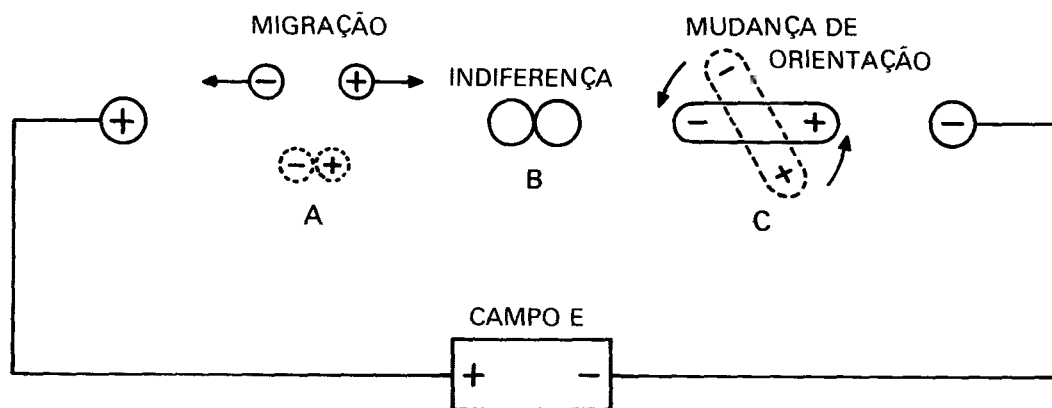 MIGRAÇÃO
MUDANÇA DE
ORIENTAÇÃO
INDIFERENÇA
- +
+
- +
-
- +
-
+
A
B
C
CAMPO E
+ -